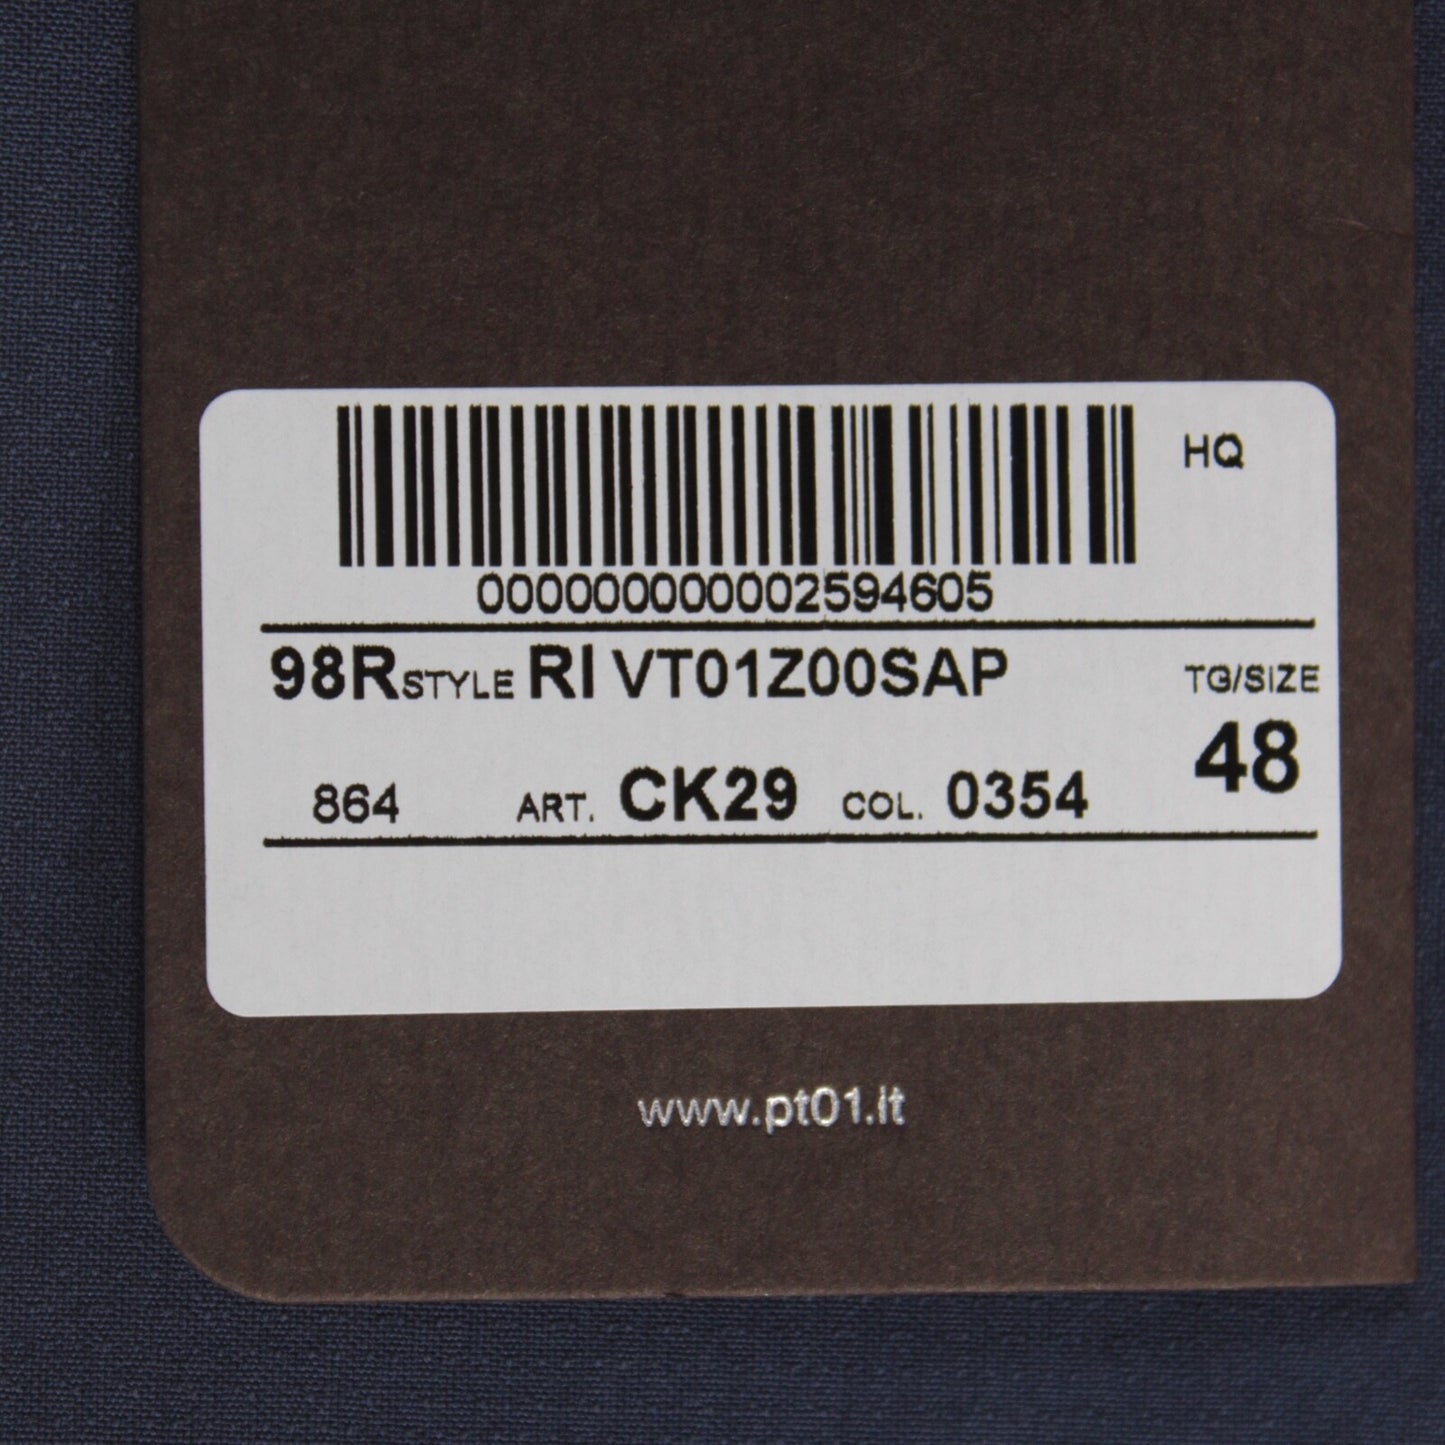 HQ
000000000002594605
98RSTYLE RI VT01Z00SAP
TG/SIZE
48
864 ART. CK29 COL. 0354
www.pt01.it